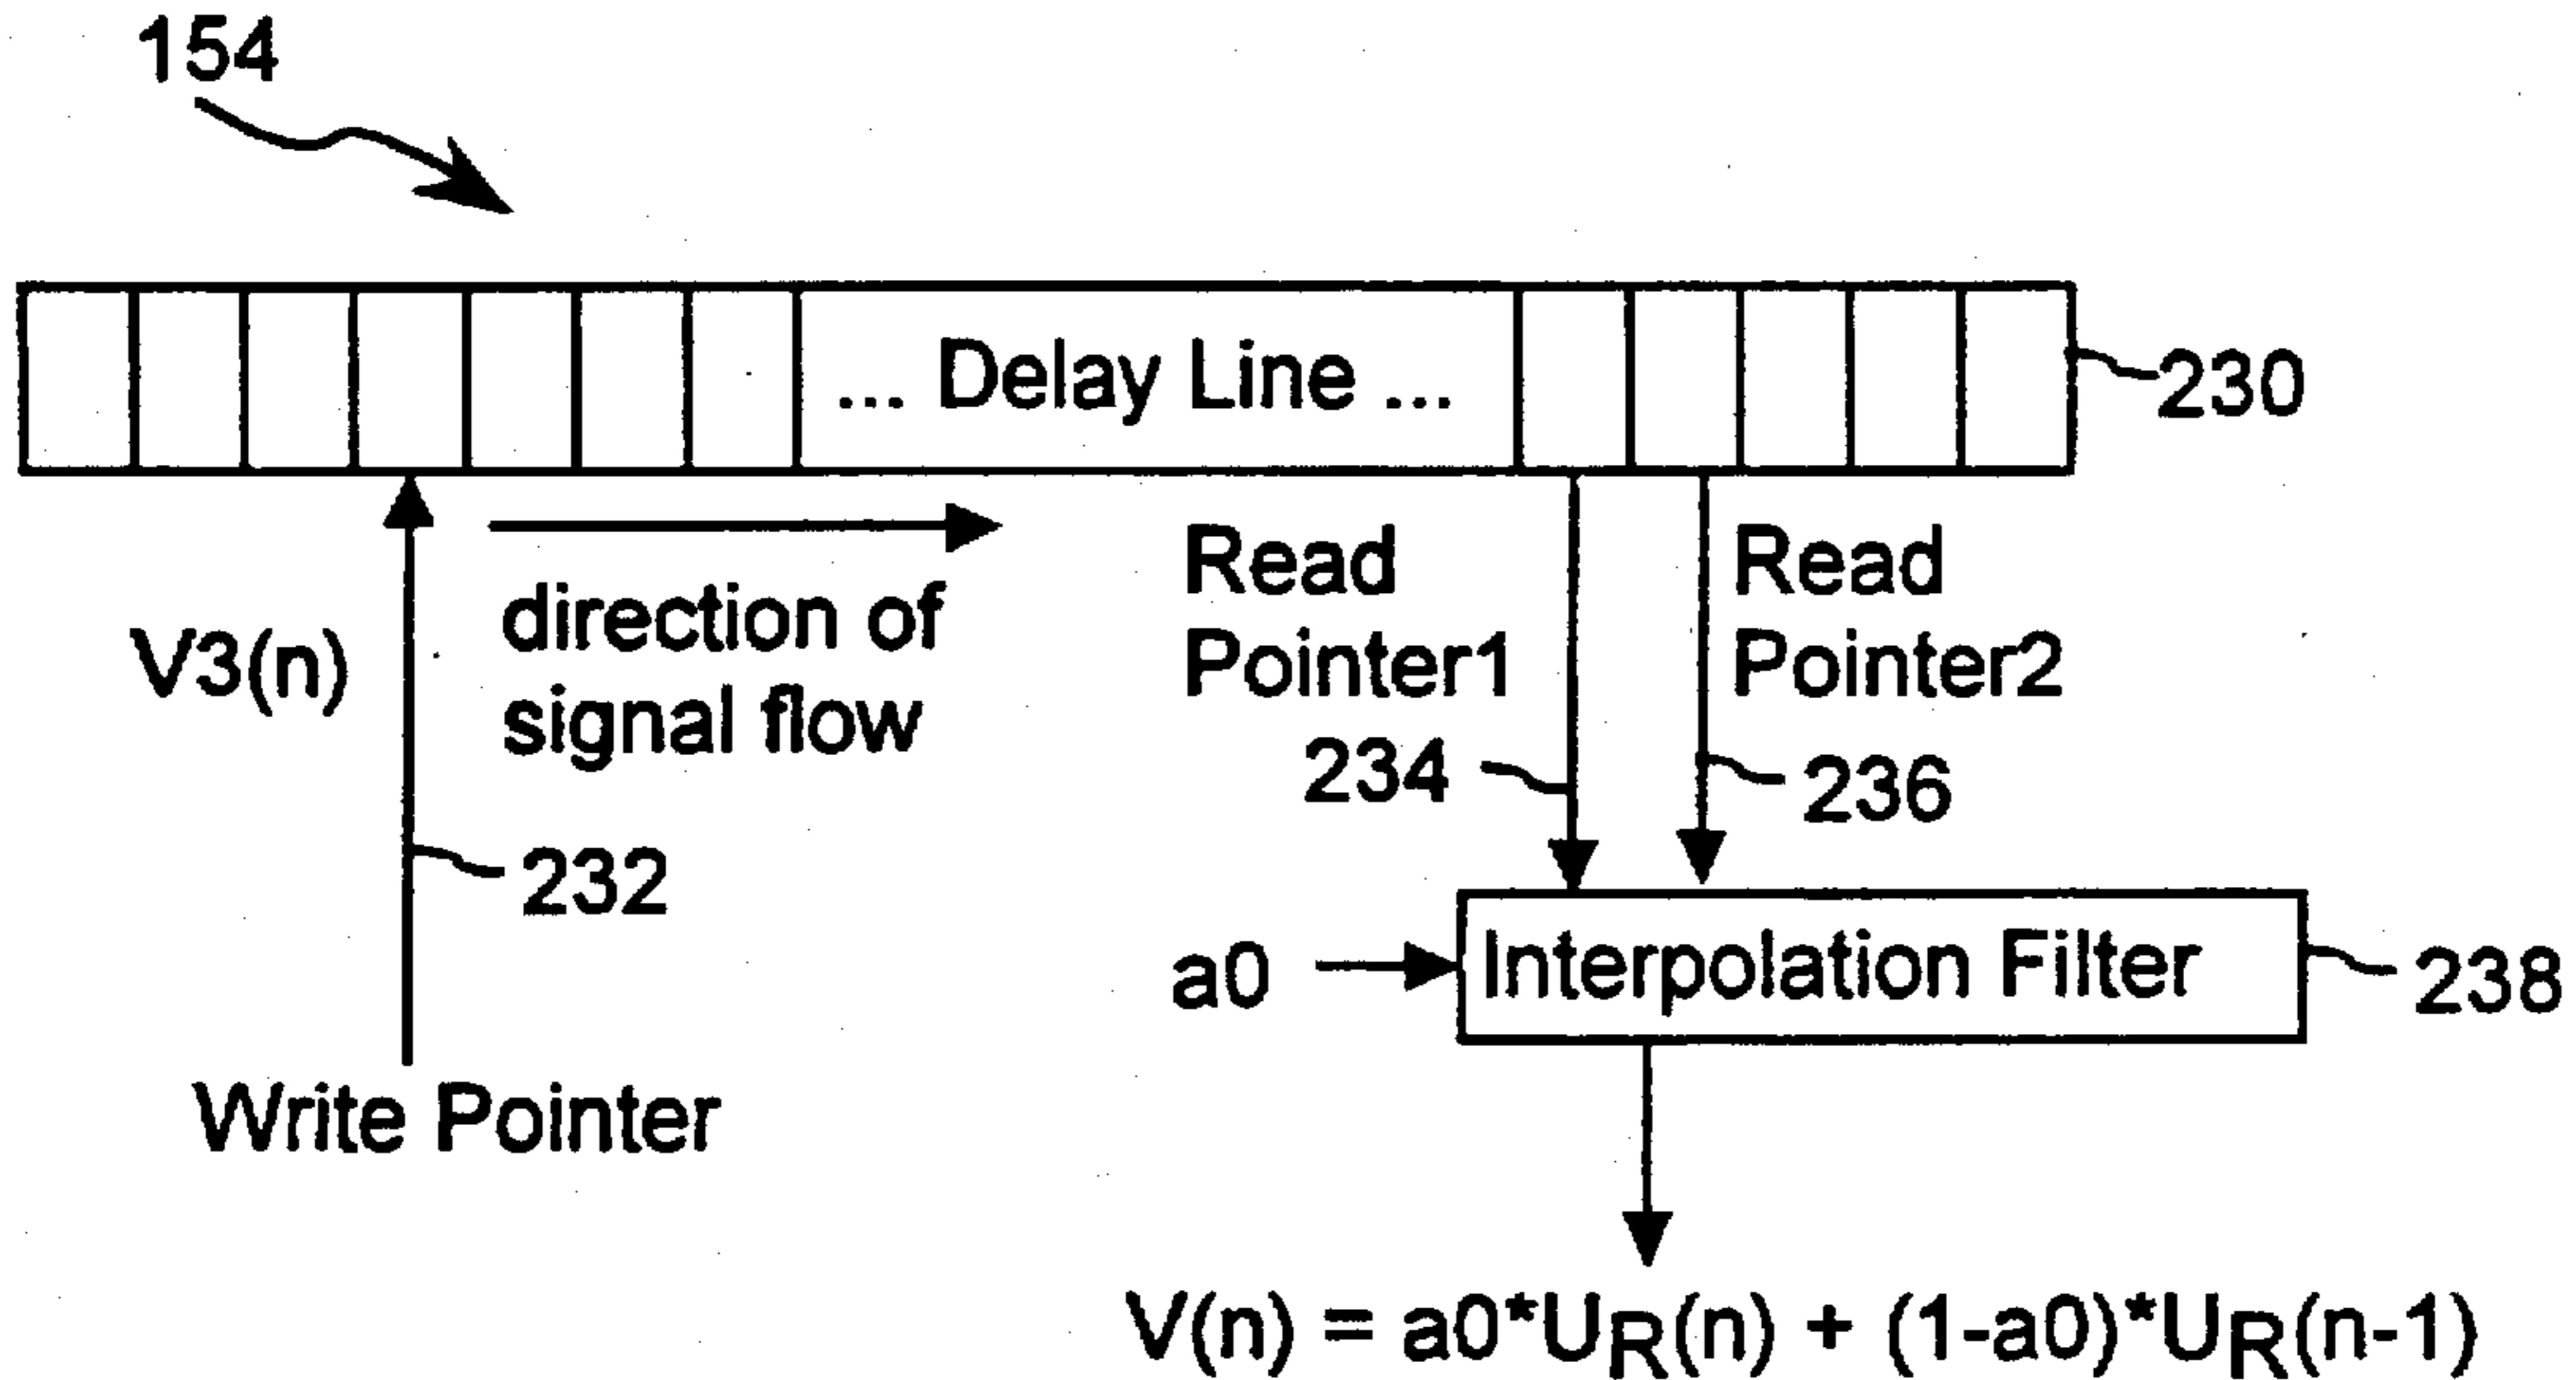 154
... Delay Line ...
230
V3(n)
direction of
signal flow
Read
Pointer1
234
Read
Pointer2
236
232
a0
Interpolation Filter
238
Write Pointer
V(n) = a0*UR(n) + (1-a0)*UR(n-1)